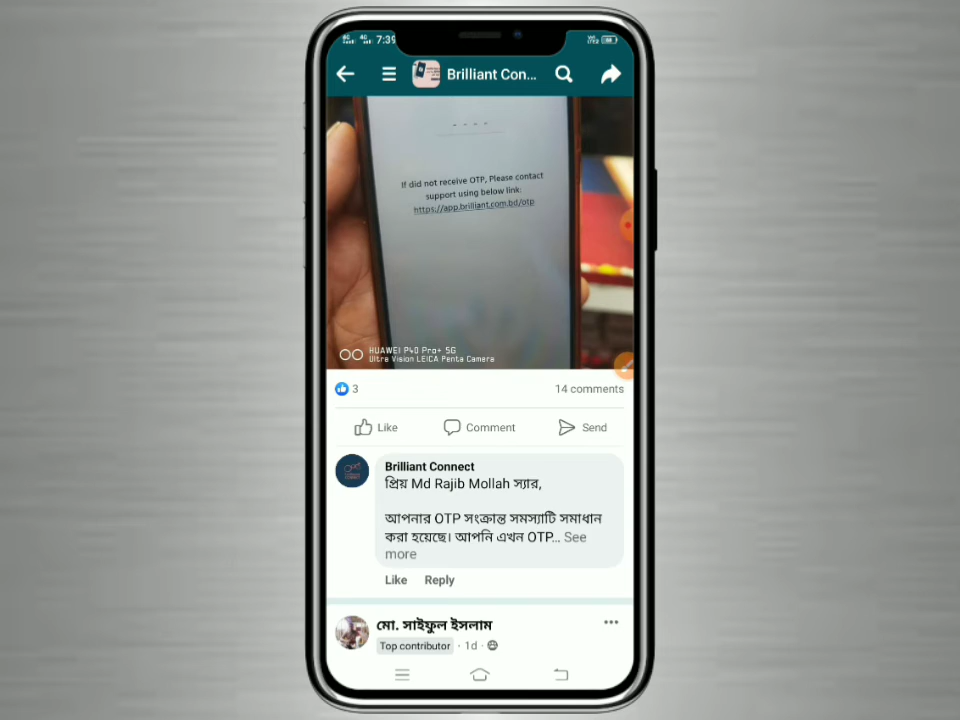 7:39
Brilliant Con...
- - - -
If did not receive OTP, Please contact
support using below link:
https://app.brilliant.com.bd/otp
HUAWEI P40 Pro+ 5G
Ultra Vision LEICA Penta Camera
3
14 comments
Like
Comment
Send
Brilliant Connect
প্রিয় Md Rajib Mollah স্যার,
আপনার OTP সংক্রান্ত সমস্যাটি সমাধান
করা হয়েছে। আপনি এখন OTP... See
more
Like Reply
মো. সাইফুল ইসলাম
Top contributor · 1d ·